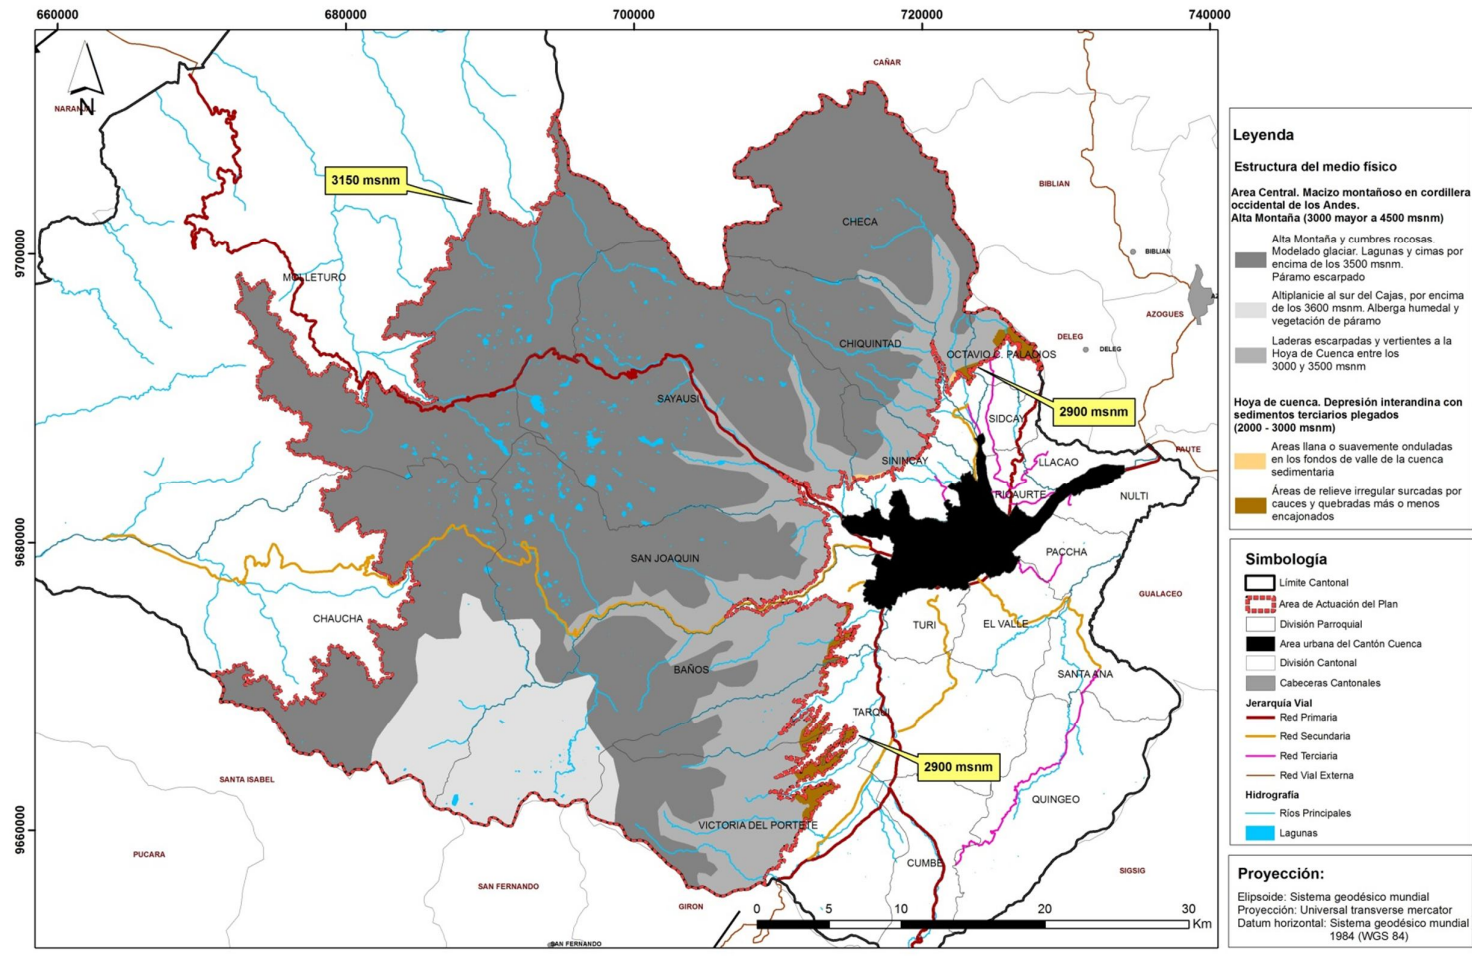 660000
680000
700000
720000
740000
9700000
9680000
9660000
N
CAÑAR
3150 msnm
BIBLIAN
CHECA
BIBLIAN
MOLLETURO
AZOGUES
DELEG
DELEG
CHIQUINTAD
OCTAVIO C. PALACIOS
SAYAUSI
2900 msnm
SIDCAY
PAUTE
SININCAY
LLACAO
RICAURTE
NULTI
SAN JOAQUIN
PACCHA
GUALACEO
CHAUCHA
TURI
EL VALLE
BAÑOS
SANTA ANA
TARQUI
2900 msnm
SANTA ISABEL
QUINGEO
VICTORIA DEL PORTETE
PUCARA
CUMBE
SIGSIG
SAN FERNANDO
GIRON
SAN FERNANDO
0 5 10 20 30
Km
Leyenda
Estructura del medio físico
Area Central. Macizo montañoso en cordillera
occidental de los Andes.
Alta Montaña (3000 mayor a 4500 msnm)
Alta Montaña y cumbres rocosas.
Modelado glaciar. Lagunas y cimas por
encima de los 3500 msnm.
Páramo escarpado
Altiplanicie al sur del Cajas, por encima
de los 3600 msnm. Alberga humedal y
vegetación de páramo
Laderas escarpadas y vertientes a la
Hoya de Cuenca entre los
3000 y 3500 msnm
Hoya de cuenca. Depresión interandina con
sedimentos terciarios plegados
(2000 - 3000 msnm)
Areas llana o suavemente onduladas
en los fondos de valle de la cuenca
sedimentaria
Áreas de relieve irregular surcadas por
cauces y quebradas más o menos
encajonados
Simbología
Límite Cantonal
Area de Actuación del Plan
División Parroquial
Area urbana del Cantón Cuenca
División Cantonal
Cabeceras Cantonales
Jerarquía Vial
Red Primaria
Red Secundaria
Red Terciaria
Red Vial Externa
Hidrografía
Ríos Principales
Lagunas
Proyección:
Elipsoide: Sistema geodésico mundial
Proyección: Universal transverse mercator
Datum horizontal: Sistema geodésico mundial
1984 (WGS 84)